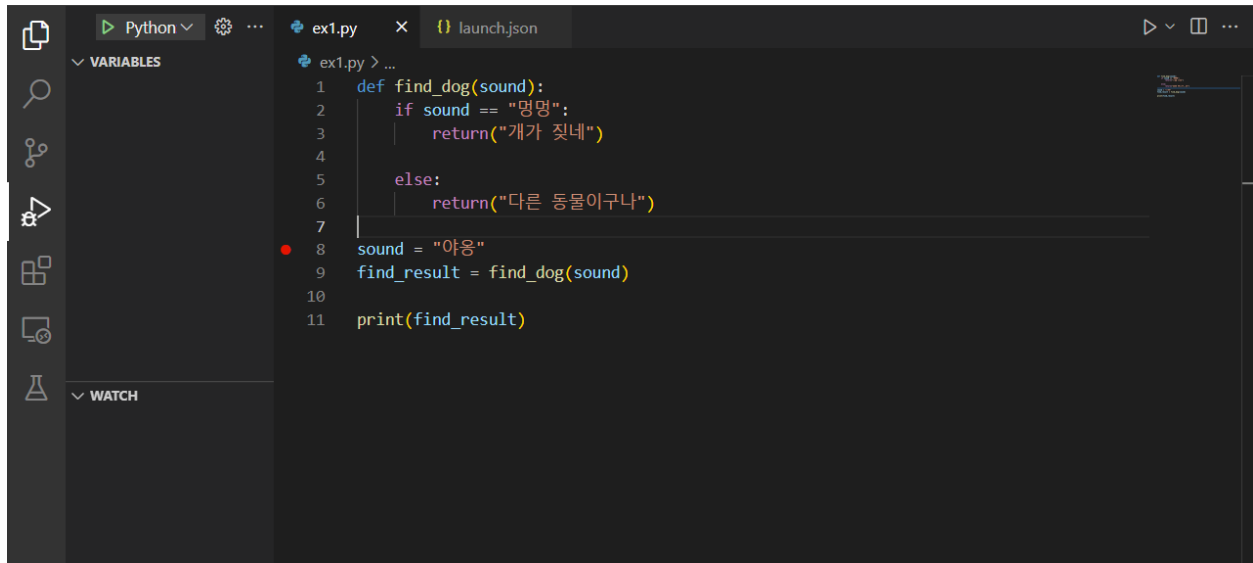 Python
ex1.py
launch.json
VARIABLES
ex1.py > ...
1 def find_dog(sound):
2 if sound == "멍멍":
3 return("개가 짖네")
4
5 else:
6 return("다른 동물이구나")
7
8 sound = "야옹"
9 find_result = find_dog(sound)
10
11 print(find_result)
WATCH